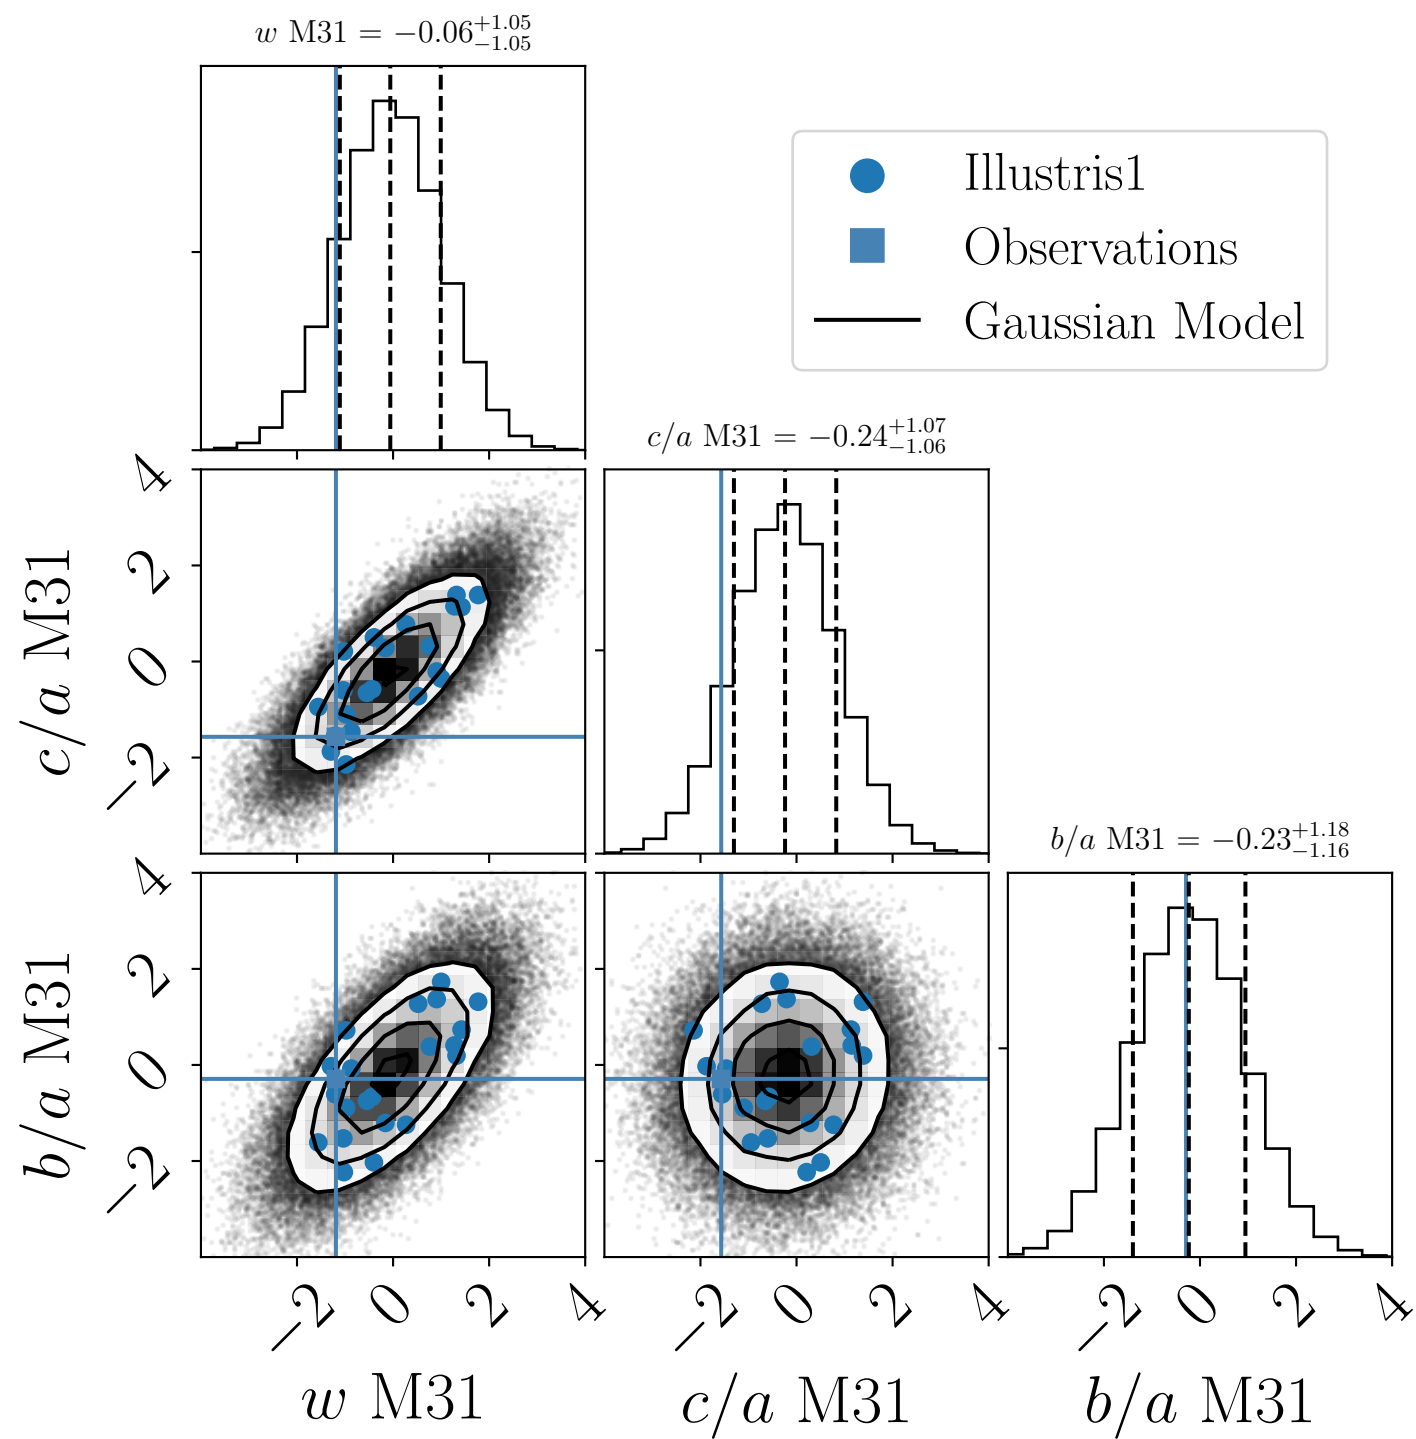 w M31 = −0.06+1.05−1.05
Illustris1
Observations
Gaussian Model
c/a M31 = −0.24+1.07−1.06
4
2
0
−2
c/a M31
b/a M31 = −0.23+1.18−1.16
4
2
0
−2
b/a M31
−2 0 2 4
−2 0 2 4
−2 0 2 4
w M31
c/a M31
b/a M31